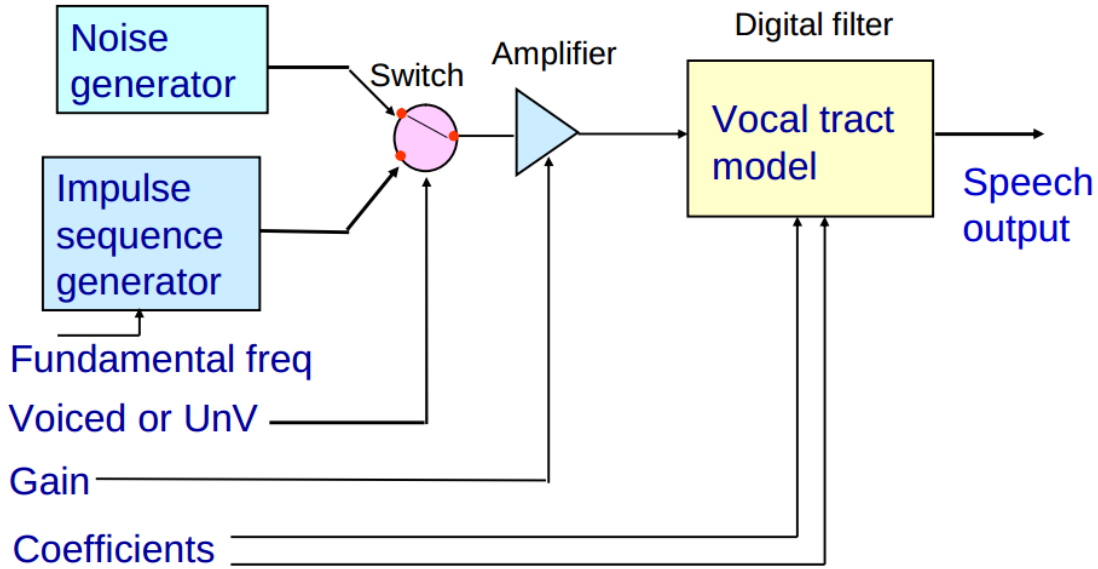 Noise
generator
Switch
Amplifier
Digital filter
Impulse
sequence
generator
Vocal tract
model
Speech
output
Fundamental freq
Voiced or UnV
Gain
Coefficients